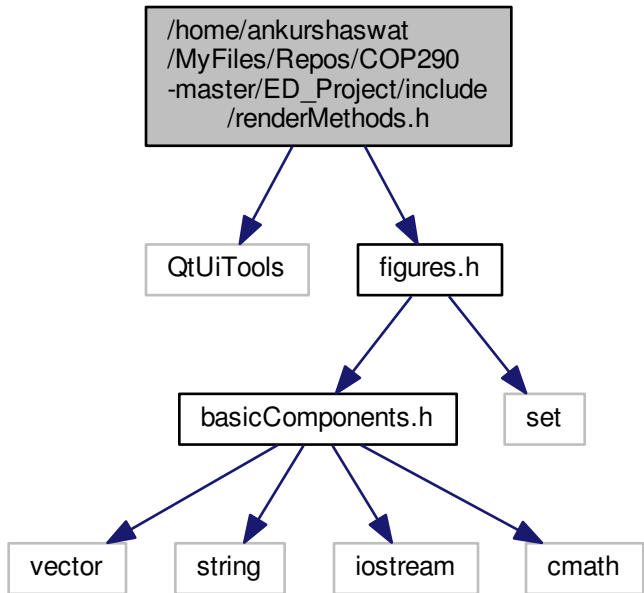 /home/ankurshaswat
/MyFiles/Repos/COP290
-master/ED_Project/include
/renderMethods.h
QtUiTools
figures.h
basicComponents.h
set
vector
string
iostream
cmath